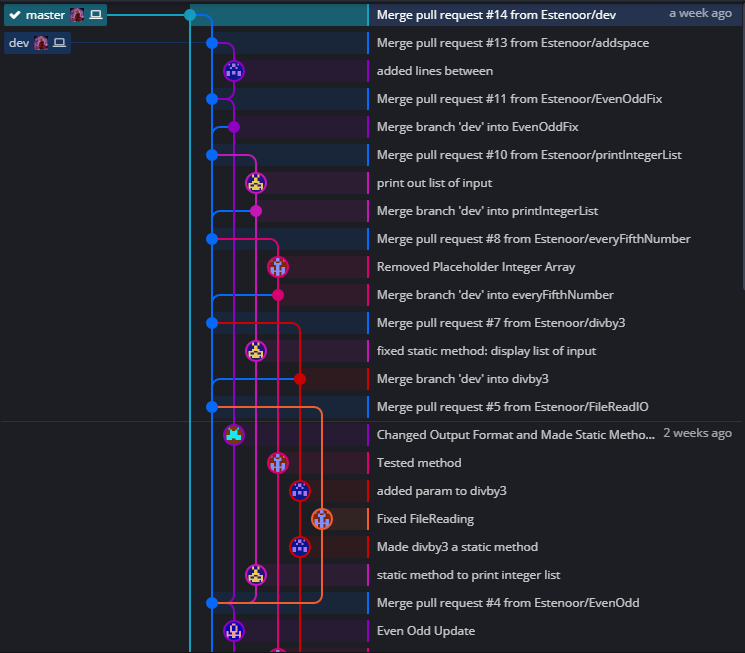 master Merge pull request #14 from Estenoor/dev a week ago
dev Merge pull request #13 from Estenoor/addspace
added lines between
Merge pull request #11 from Estenoor/EvenOddFix
Merge branch 'dev' into EvenOddFix
Merge pull request #10 from Estenoor/printIntegerList
print out list of input
Merge branch 'dev' into printIntegerList
Merge pull request #8 from Estenoor/everyFifthNumber
Removed Placeholder Integer Array
Merge branch 'dev' into everyFifthNumber
Merge pull request #7 from Estenoor/divby3
fixed static method: display list of input
Merge branch 'dev' into divby3
Merge pull request #5 from Estenoor/FileReadIO
Changed Output Format and Made Static Metho... 2 weeks ago
Tested method
added param to divby3
Fixed FileReading
Made divby3 a static method
static method to print integer list
Merge pull request #4 from Estenoor/EvenOdd
Even Odd Update